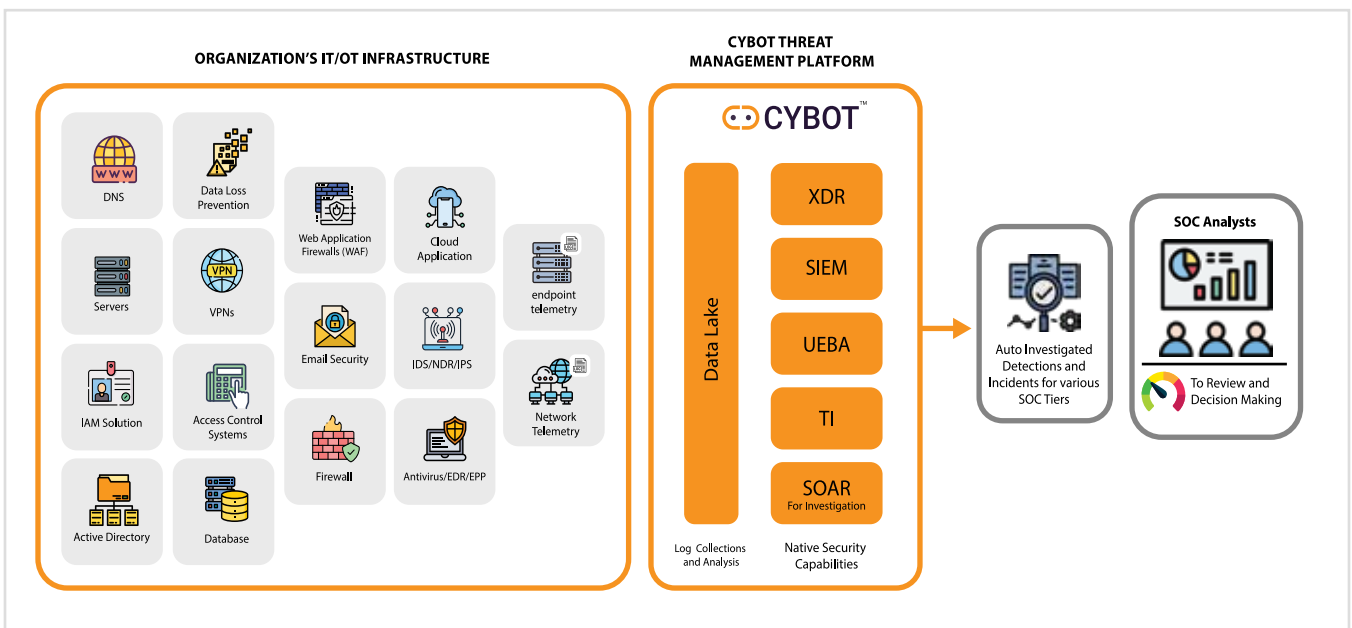 ORGANIZATION'S IT/OT INFRASTRUCTURE
CYBOT THREAT
MANAGEMENT PLATFORM
WWW
DNS
Data Loss
Prevention
Servers
VPN
VPNs
IAM Solution
Access Control
Systems
Active Directory
Database
Web Application
Firewalls (WAF)
Cloud
Application
Email Security
IDS/NDR/IPS
Firewall
Antivirus/EDR/EPP
endpoint
telemetry
Network
Telemetry
CYBOT™
Data Lake
XDR
SIEM
UEBA
TI
SOAR
For Investigation
Log Collections
and Analysis
Native Security
Capabilities
Auto Investigated
Detections and
Incidents for various
SOC Tiers
SOC Analysts
To Review and
Decision Making